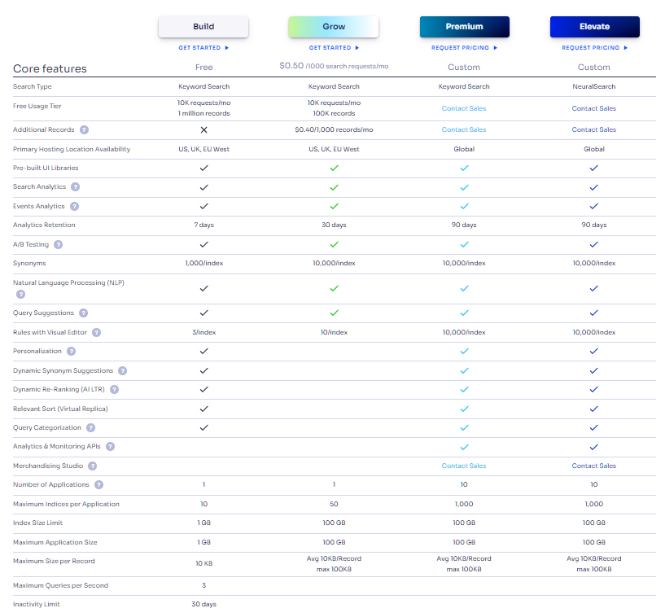 Build Grow Premium Elevate
GET STARTED ▶ GET STARTED ▶ REQUEST PRICING ▶ REQUEST PRICING ▶
Core features Free $0.50 /1000 search requests/mo Custom Custom
Search Type Keyword Search Keyword Search Keyword Search NeuralSearch
Free Usage Tier 10K requests/mo 10K requests/mo Contact Sales Contact Sales
1 million records 100K records
Additional Records ? ✕ $0.40/1,000 records/mo Contact Sales Contact Sales
Primary Hosting Location Availability US, UK, EU West US, UK, EU West Global Global
Pre-built UI Libraries ✓ ✓ ✓ ✓
Search Analytics ? ✓ ✓ ✓ ✓
Events Analytics ? ✓ ✓ ✓ ✓
Analytics Retention 7 days 30 days 90 days 90 days
A/B Testing ? ✓ ✓ ✓ ✓
Synonyms 1,000/index 10,000/index 10,000/index 10,000/index
Natural Language Processing (NLP)
? ✓ ✓ ✓ ✓
Query Suggestions ? ✓ ✓ ✓ ✓
Rules with Visual Editor ? 3/index 10/index 10,000/index 10,000/index
Personalization ? ✓ ✓ ✓
Dynamic Synonym Suggestions ? ✓ ✓ ✓
Dynamic Re-Ranking (AI LTR) ? ✓ ✓ ✓
Relevant Sort (Virtual Replica) ✓ ✓ ✓
Query Categorization ? ✓ ✓ ✓
Analytics & Monitoring APIs ? ✓ ✓
Merchandising Studio ? Contact Sales Contact Sales
Number of Applications ? 1 1 10 10
Maximum Indices per Application 10 50 1,000 1,000
Index Size Limit 1 GB 100 GB 100 GB 100 GB
Maximum Application Size 1 GB 100 GB 100 GB 100 GB
Maximum Size per Record 10 KB Avg 10KB/Record Avg 10KB/Record Avg 10KB/Record
max 100KB max 100KB max 100KB
Maximum Queries per Second 3
Inactivity Limit 30 days